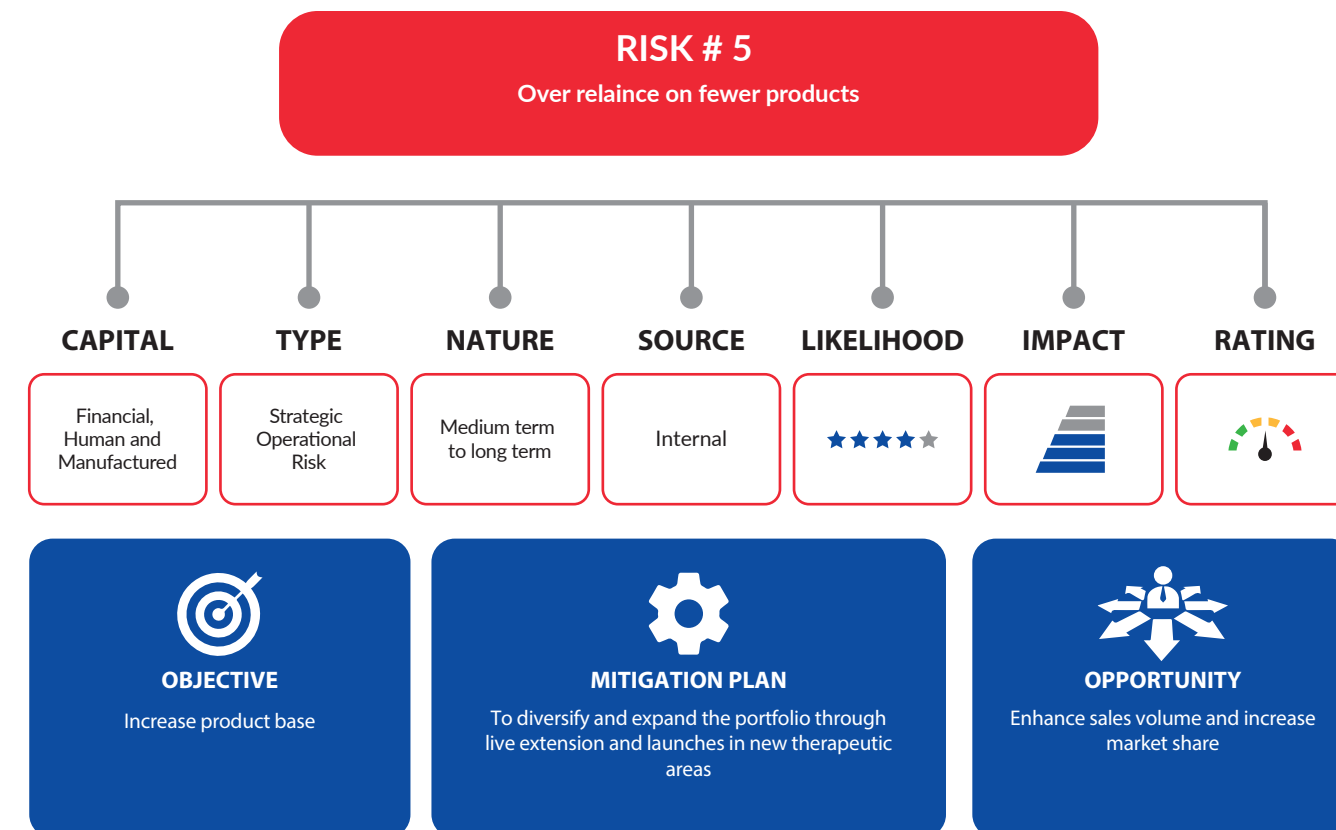 RISK # 5
Over relaince on fewer products
CAPITAL
TYPE
NATURE
SOURCE
LIKELIHOOD
IMPACT
RATING
Financial,
Human and
Manufactured
Strategic
Operational
Risk
Medium term
to long term
Internal
OBJECTIVE
Increase product base
MITIGATION PLAN
To diversify and expand the portfolio through
live extension and launches in new therapeutic
areas
OPPORTUNITY
Enhance sales volume and increase
market share